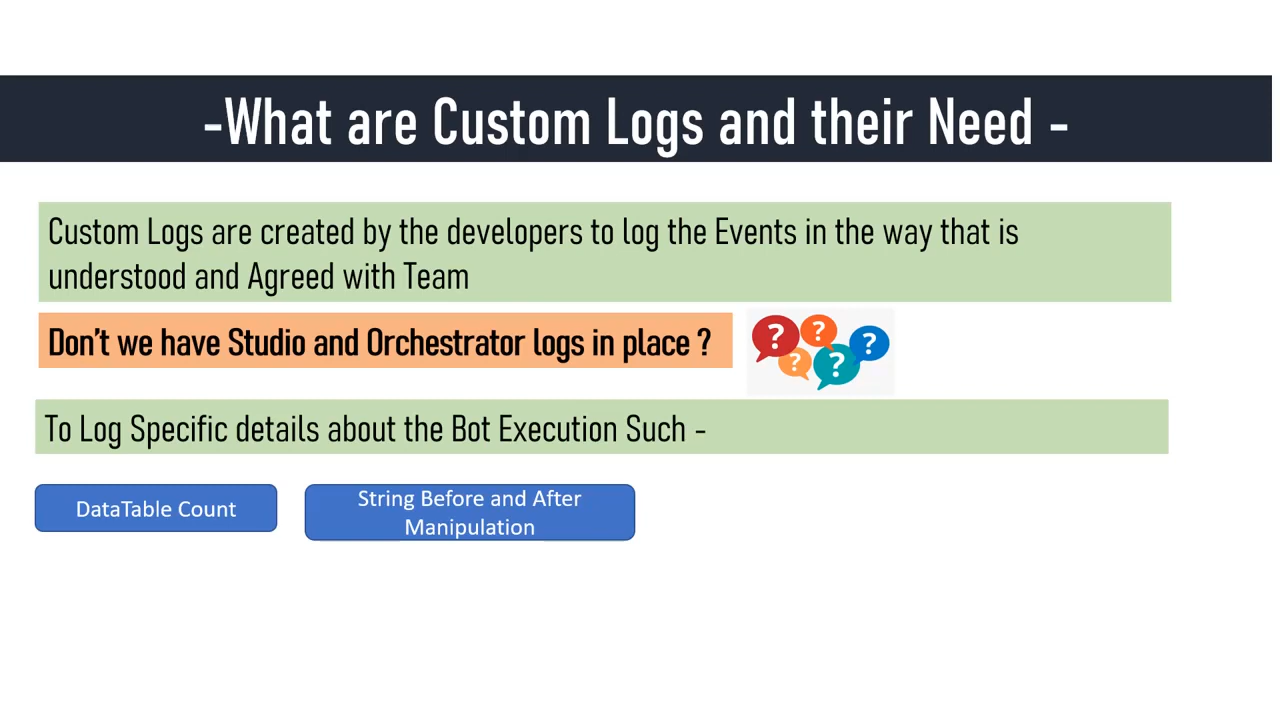 -What are Custom Logs and their Need -
Custom Logs are created by the developers to log the Events in the way that is
understood and Agreed with Team
Don't we have Studio and Orchestrator logs in place ?
? ? ? ? ?
To Log Specific details about the Bot Execution Such -
DataTable Count
String Before and After
Manipulation